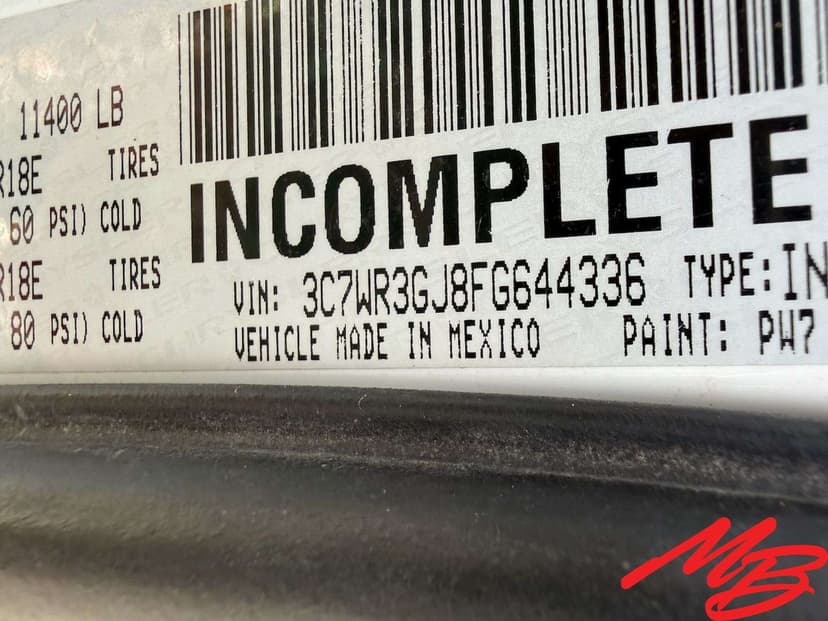 11400 LB
R18E TIRES
60 PSI) COLD
R18E TIRES
80 PSI) COLD
INCOMPLETE
VIN: 3C7WR3GJ8FG644336 TYPE: IN
VEHICLE MADE IN MEXICO PAINT: PW7
MB